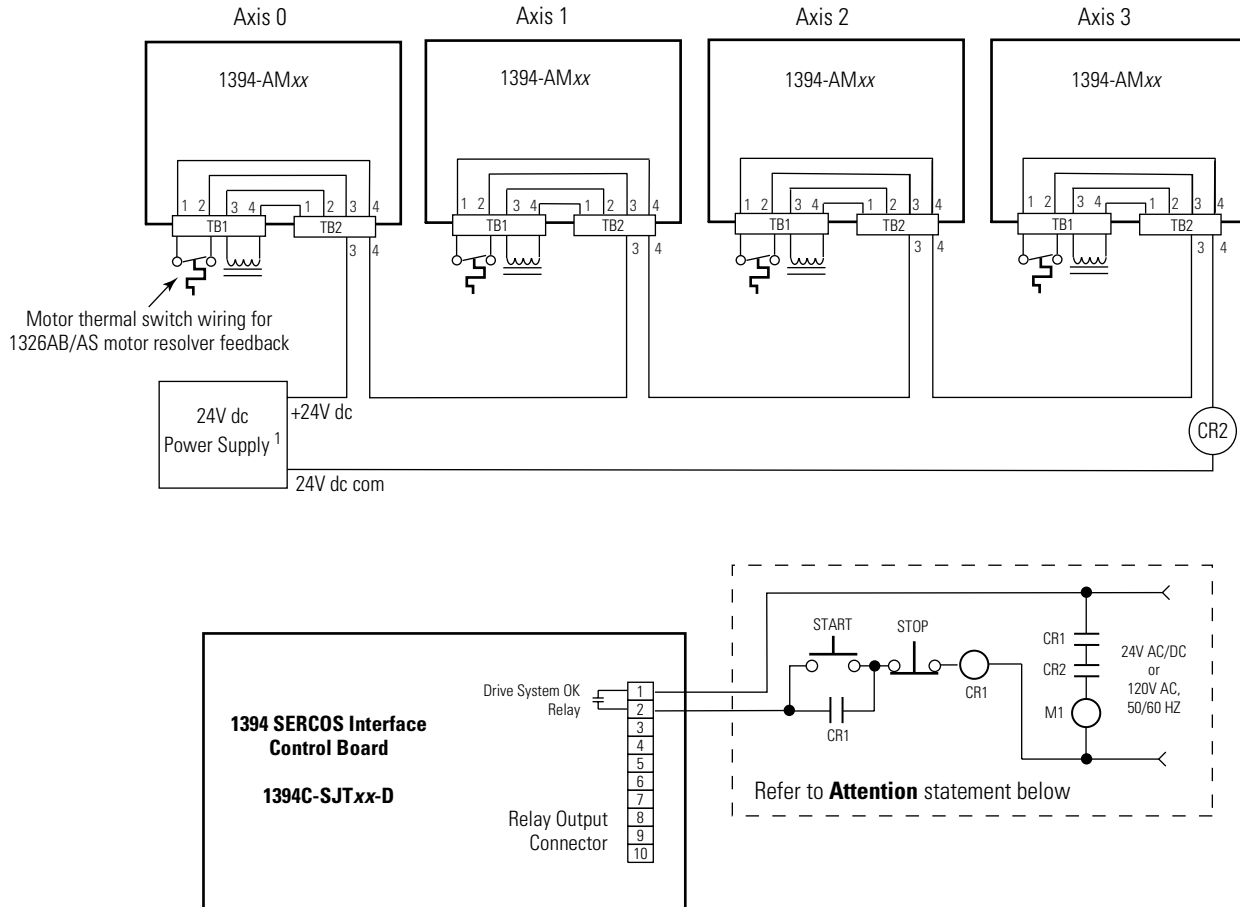 Axis 0
Axis 1
Axis 2
Axis 3
1394-AMxx
1394-AMxx
1394-AMxx
1394-AMxx
1 2 3 4 1 2 3 4
1 2 3 4 1 2 3 4
1 2 3 4 1 2 3 4
1 2 3 4 1 2 3 4
TB1 TB2
TB1 TB2
TB1 TB2
TB1 TB2
3 4
3 4
3 4
3 4
Motor thermal switch wiring for
1326AB/AS motor resolver feedback
24V dc
Power Supply 1
+24V dc
24V dc com
CR2
START
STOP
CR1
CR1
CR1
CR2
M1
24V AC/DC
or
120V AC,
50/60 HZ
Refer to Attention statement below
Drive System OK
Relay
1
2
3
4
5
6
7
8
9
10
1394 SERCOS Interface
Control Board
1394C-SJTxx-D
Relay Output
Connector